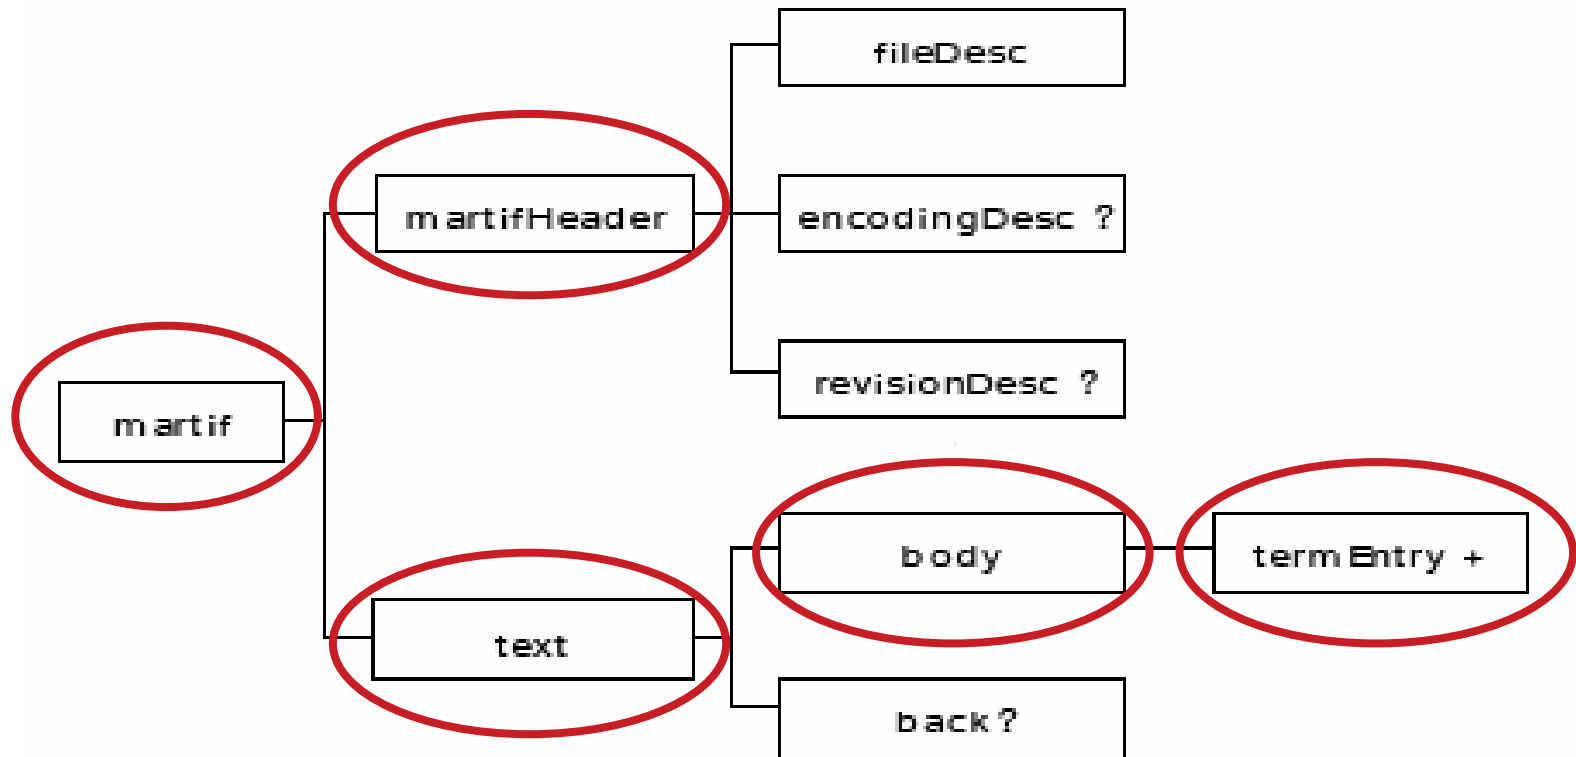 fileDesc
martifHeader
encodingDesc ?
revisionDesc ?
martif
body
termEntry +
text
back ?